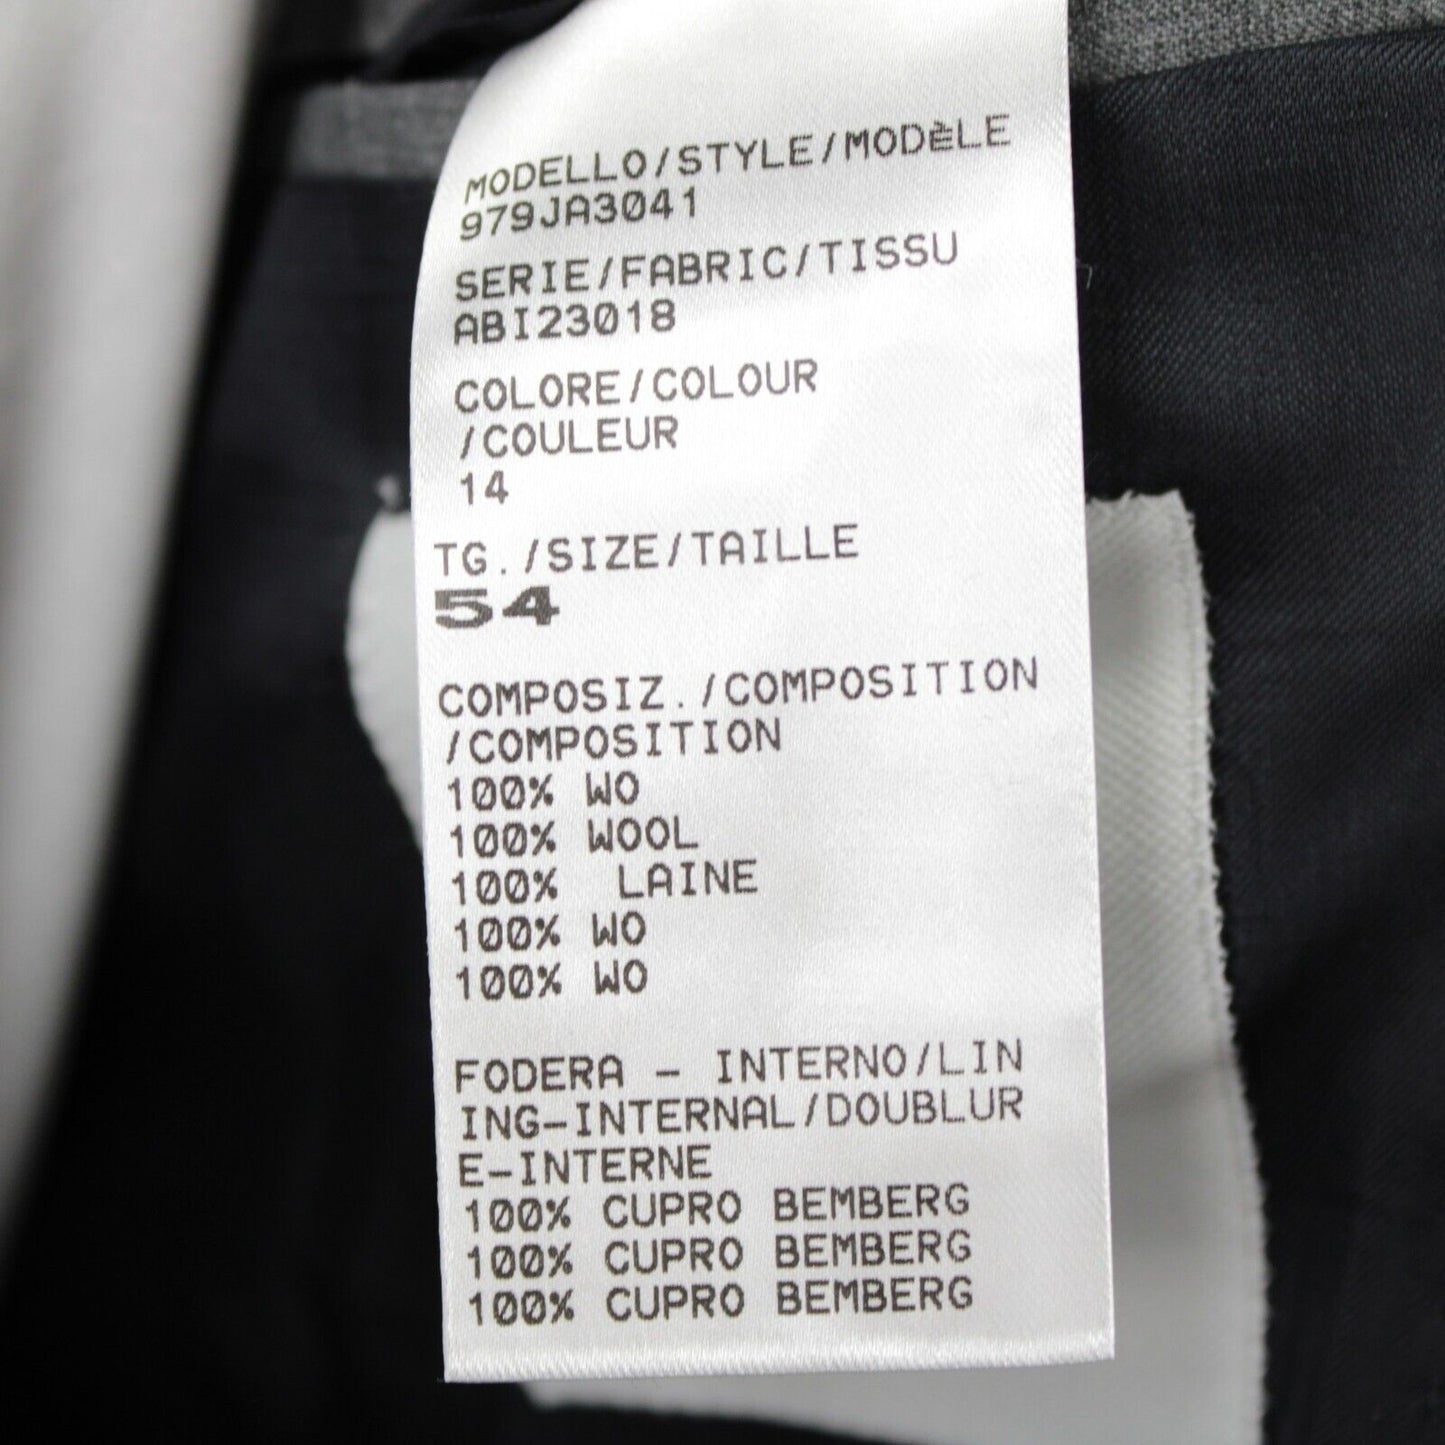 MODELLO/STYLE/MODÈLE
979JA3041
SERIE/FABRIC/TISSU
ABI23018
COLORE/COLOUR
/COULEUR
14
TG./SIZE/TAILLE
54
COMPOSIZ./COMPOSITION
/COMPOSITION
100% WO
100% WOOL
100% LAINE
100% WO
100% WO
FODERA - INTERNO/LIN
ING-INTERNAL/DOUBLUR
E-INTERNE
100% CUPRO BEMBERG
100% CUPRO BEMBERG
100% CUPRO BEMBERG